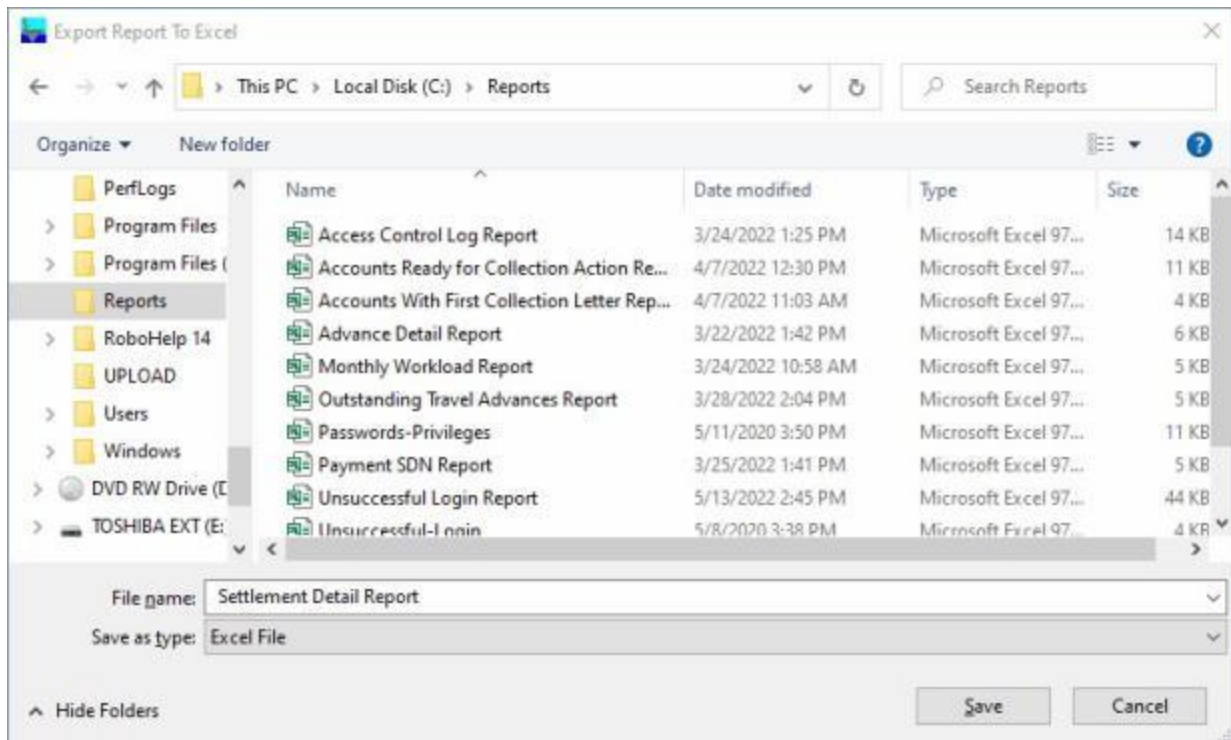 Export Report To Excel
This PC > Local Disk (C:) > Reports
Search Reports
Organize New folder
Name Date modified Type Size
PerfLogs
Program Files
Program Files (
Reports
RoboHelp 14
UPLOAD
Users
Windows
DVD RW Drive (D
TOSHIBA EXT (E:
Access Control Log Report 3/24/2022 1:25 PM Microsoft Excel 97... 14 KB
Accounts Ready for Collection Action Re... 4/7/2022 12:30 PM Microsoft Excel 97... 11 KB
Accounts With First Collection Letter Rep... 4/7/2022 11:03 AM Microsoft Excel 97... 4 KB
Advance Detail Report 3/22/2022 1:42 PM Microsoft Excel 97... 6 KB
Monthly Workload Report 3/24/2022 10:58 AM Microsoft Excel 97... 5 KB
Outstanding Travel Advances Report 3/28/2022 2:04 PM Microsoft Excel 97... 5 KB
Passwords-Privileges 5/11/2020 3:50 PM Microsoft Excel 97... 11 KB
Payment SDN Report 3/25/2022 1:41 PM Microsoft Excel 97... 5 KB
Unsuccessful Login Report 5/13/2022 2:45 PM Microsoft Excel 97... 44 KB
Unsuccessful-Login 5/8/2020 3:38 PM Microsoft Excel 97... 4 KB
File name: Settlement Detail Report
Save as type: Excel File
Hide Folders Save Cancel